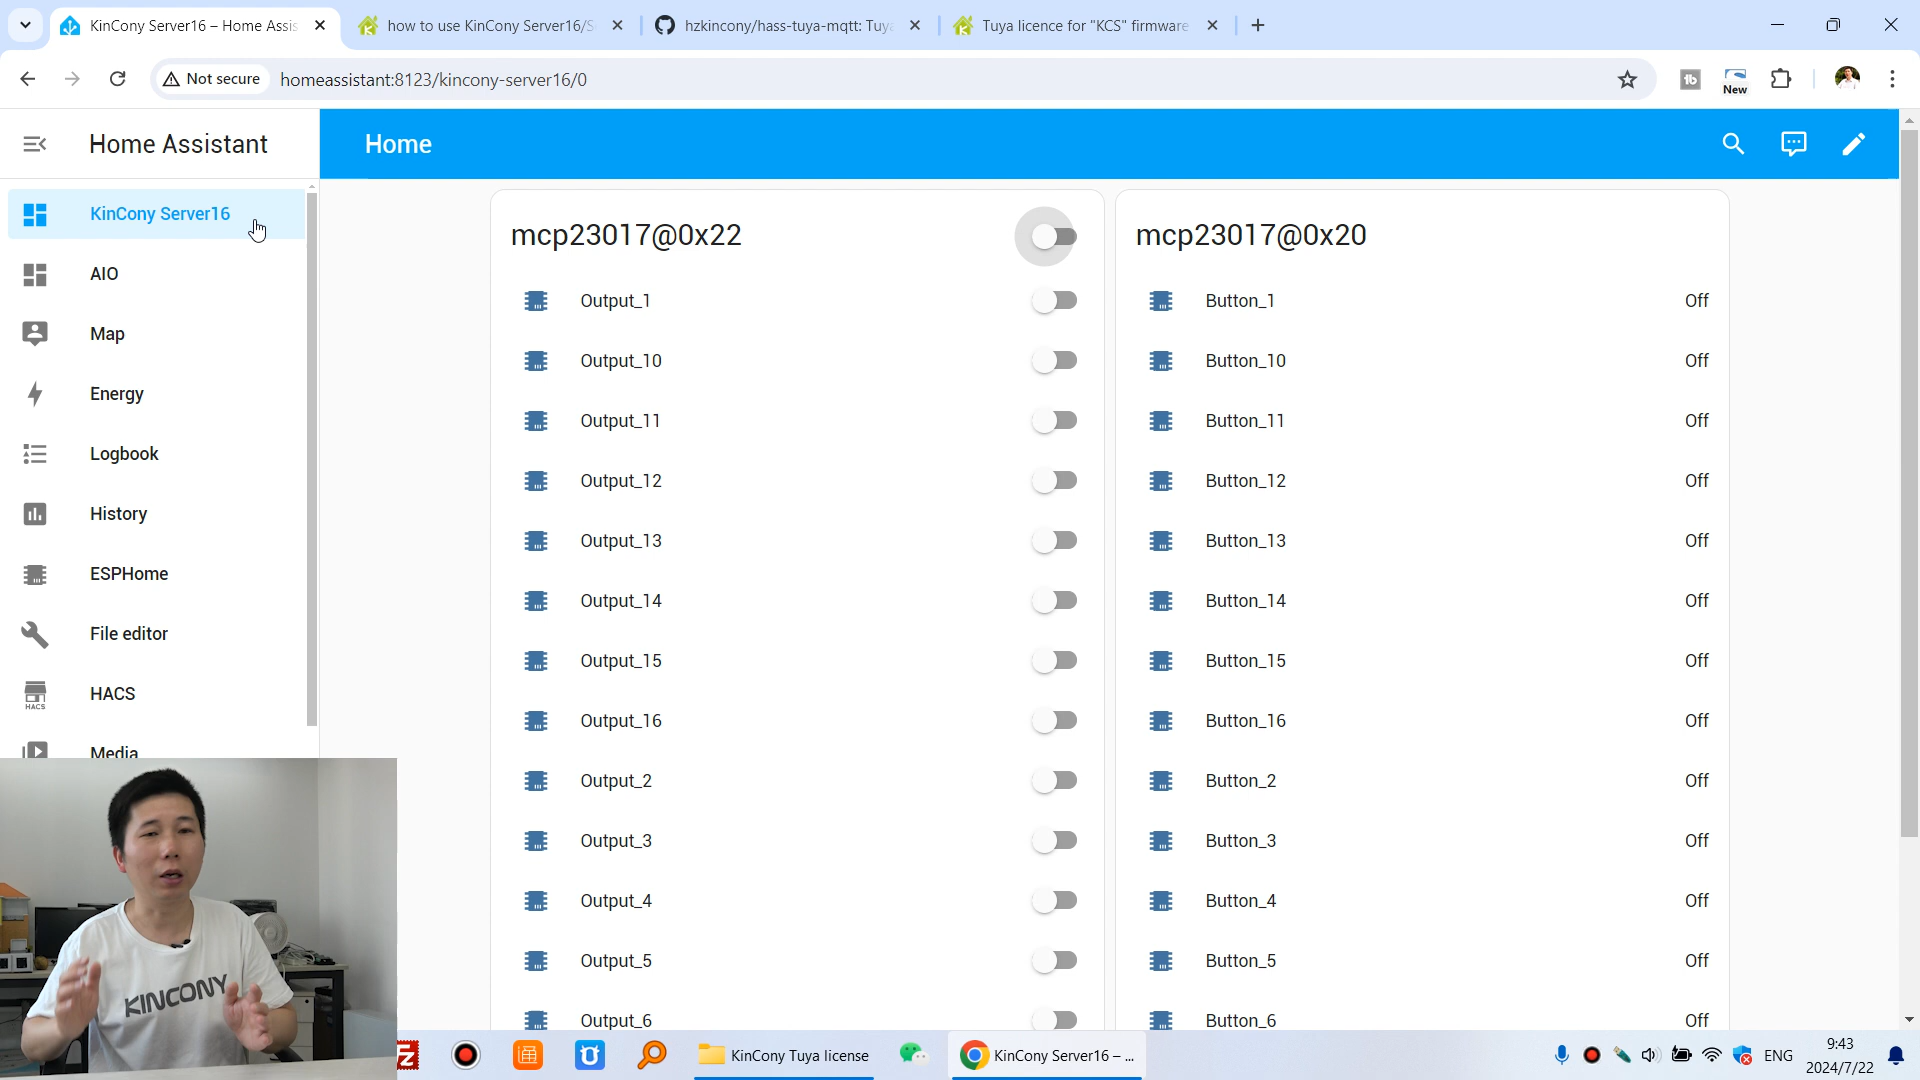 KinCony Server16 – Home Assis
how to use KinCony Server16/S
hzkincony/hass-tuya-mqtt: Tuya
Tuya licence for "KCS" firmware
Not secure
homeassistant:8123/kincony-server16/0
New
Home Assistant
Home
KinCony Server16
AIO
Map
Energy
Logbook
History
ESPHome
File editor
HACS
HACS
Media
mcp23017@0x22
Output_1
Output_10
Output_11
Output_12
Output_13
Output_14
Output_15
Output_16
Output_2
Output_3
Output_4
Output_5
Output_6
mcp23017@0x20
Button_1 Off
Button_10 Off
Button_11 Off
Button_12 Off
Button_13 Off
Button_14 Off
Button_15 Off
Button_16 Off
Button_2 Off
Button_3 Off
Button_4 Off
Button_5 Off
Button_6 Off
KINCONY
KinCony Tuya license
KinCony Server16 – ...
ENG
9:43
2024/7/22